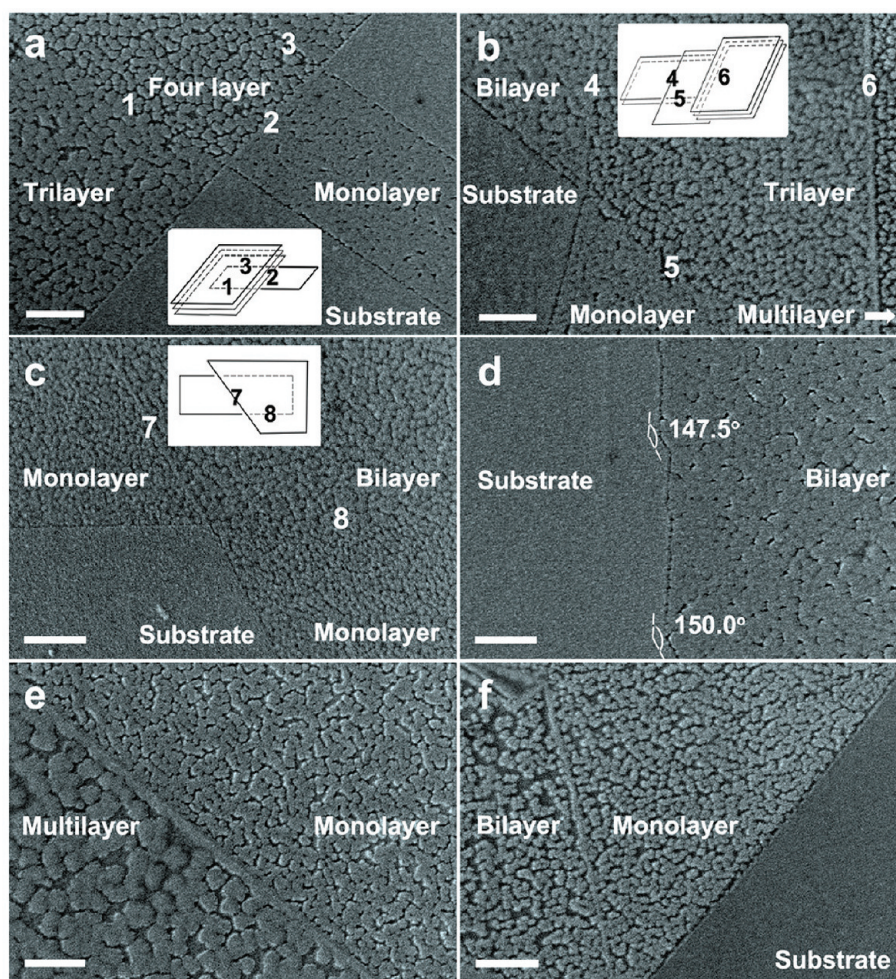 a
3
Four layer
1
2
Trilayer
Monolayer
3
2
1
Substrate
b
Bilayer
4
4
6
5
6
Substrate
Trilayer
5
Monolayer
Multilayer
c
7
7
8
Monolayer
Bilayer
8
Substrate
Monolayer
d
147.5°
Substrate
Bilayer
150.0°
e
Multilayer
Monolayer
f
Bilayer
Monolayer
Substrate